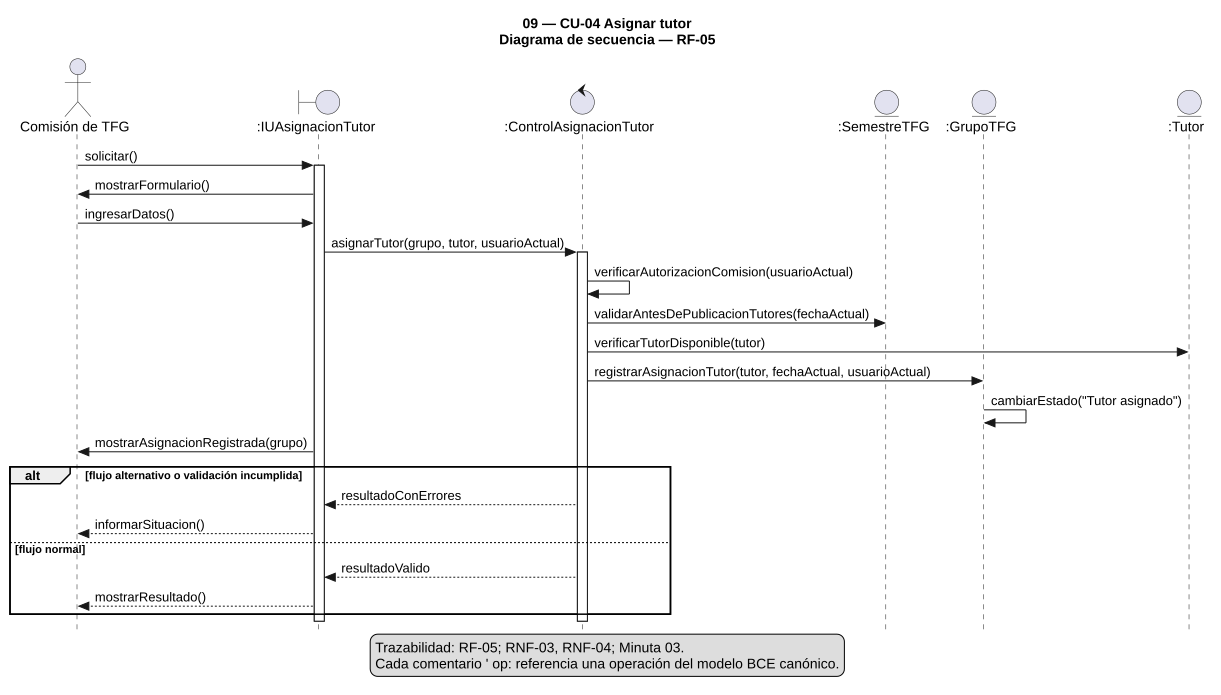 09 — CU-04 Asignar tutor
Diagrama de secuencia — RF-05
Comisión de TFG
:IUAsignacionTutor
:ControlAsignacionTutor
:SemestreTFG
:GrupoTFG
:Tutor
solicitar()
mostrarFormulario()
ingresarDatos()
asignarTutor(grupo, tutor, usuarioActual)
verificarAutorizacionComision(usuarioActual)
validarAntesDePublicacionTutores(fechaActual)
verificarTutorDisponible(tutor)
registrarAsignacionTutor(tutor, fechaActual, usuarioActual)
cambiarEstado("Tutor asignado")
mostrarAsignacionRegistrada(grupo)
alt
[flujo alternativo o validación incumplida]
resultadoConErrores
informarSituacion()
[flujo normal]
resultadoValido
mostrarResultado()
Trazabilidad: RF-05; RNF-03, RNF-04; Minuta 03.
Cada comentario ' op: referencia una operación del modelo BCE canónico.